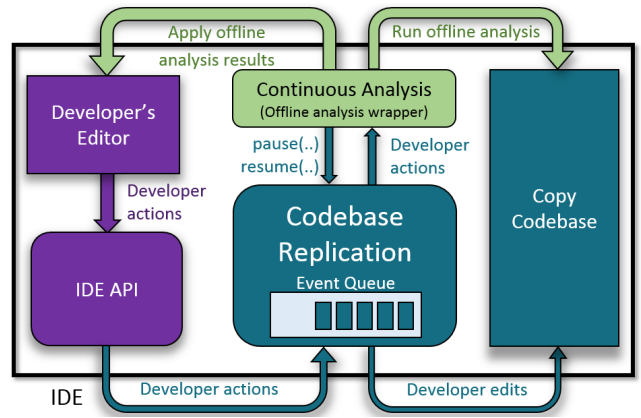 Apply offline
analysis results
Run offline analysis
Developer's
Editor
Continuous Analysis
(Offline analysis wrapper)
pause(..)
resume(..)
Developer
actions
Developer
actions
Codebase
Replication
Event Queue
Copy
Codebase
IDE API
IDE
Developer actions
Developer edits